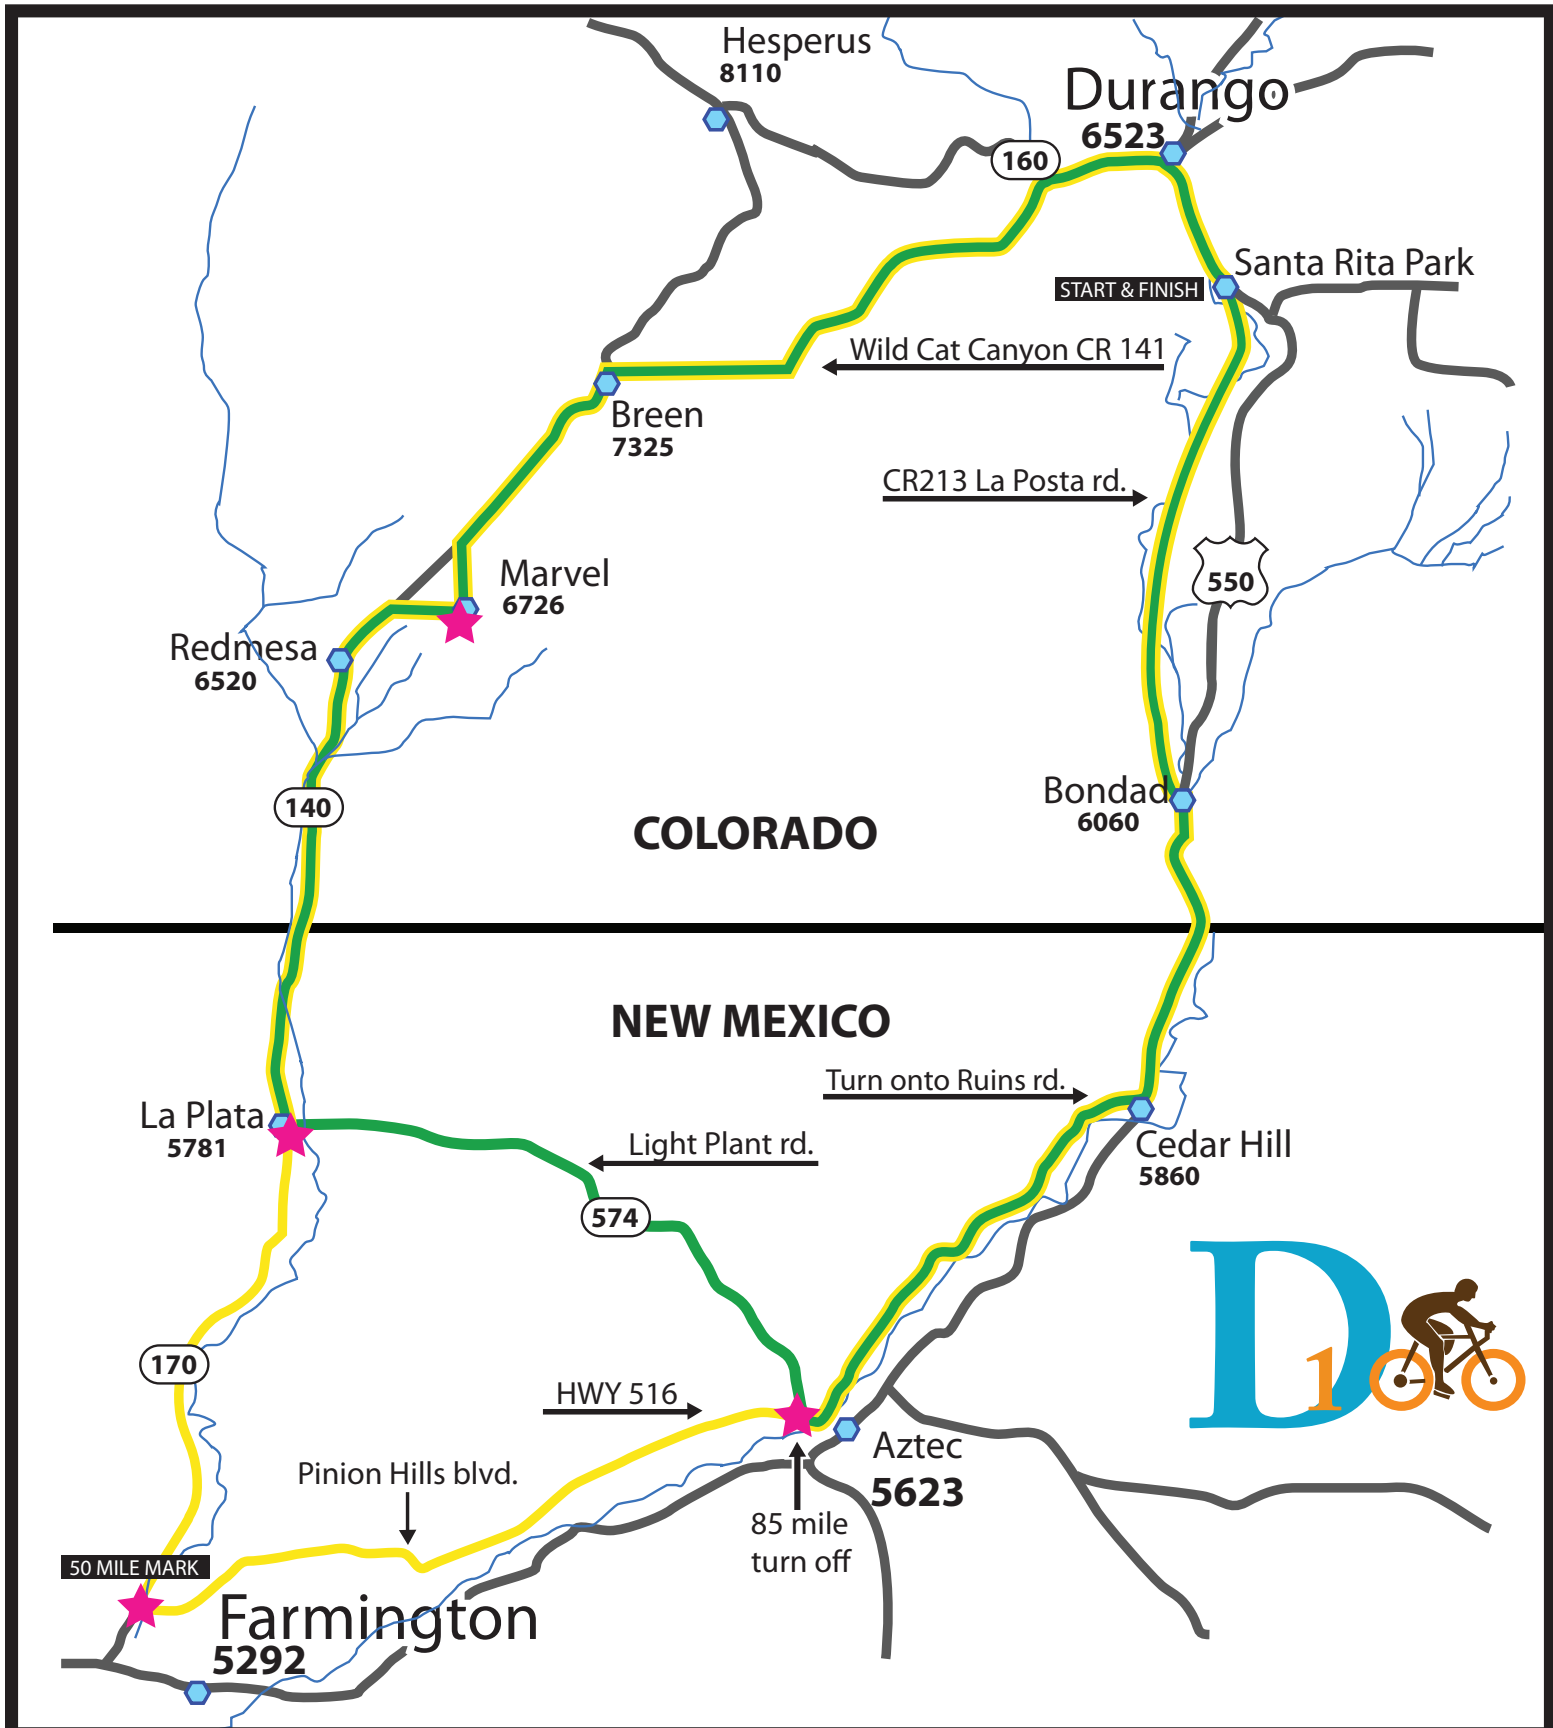 Hesperus
8110
Durango
6523
160
Santa Rita Park
START & FINISH
Wild Cat Canyon CR 141
Breen
7325
CR213 La Posta rd.
550
Marvel
6726
Redmesa
6520
140
Bondad
6060
COLORADO
NEW MEXICO
Turn onto Ruins rd.
La Plata
5781
Light Plant rd.
Cedar Hill
5860
574
170
D1
HWY 516
Aztec
5623
Pinion Hills blvd.
85 mile
turn off
50 MILE MARK
Farmington
5292